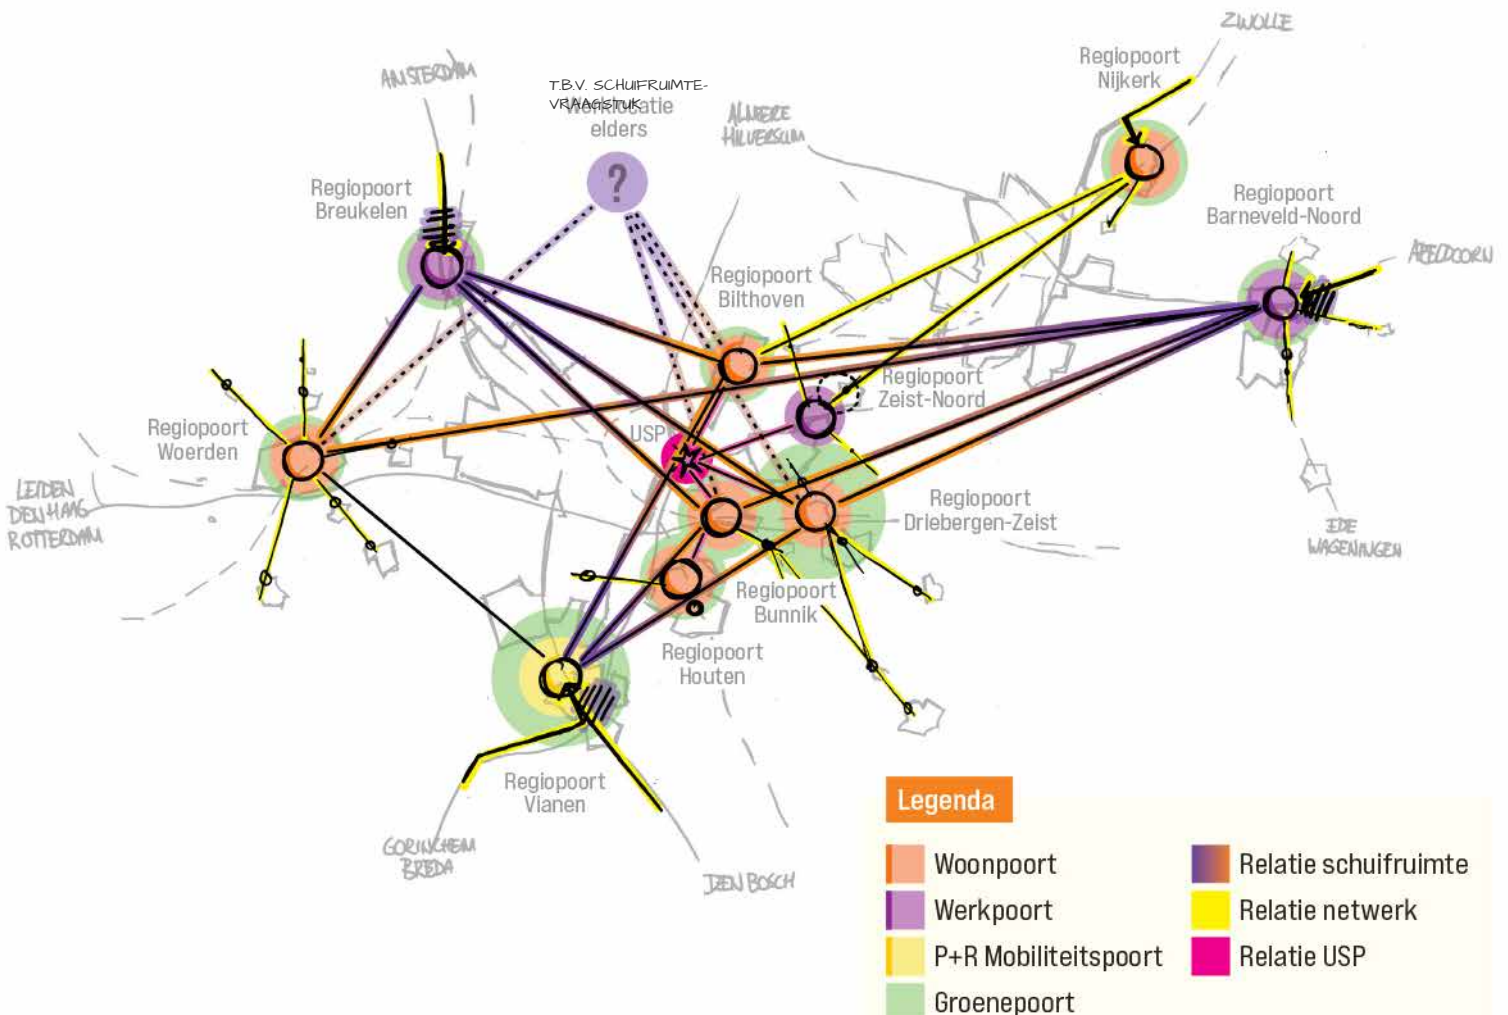 ZWOLLE
Regiopoort
Nijkerk
AMSTERDAM
T.B.V. SCHUIFRUIMTE-
VRAAGSTUK
Werklocatie
elders
?
ALMERE
HILVERSUM
Regiopoort
Breukelen
Regiopoort
Barneveld-Noord
APELDOORN
Regiopoort
Bilthoven
Regiopoort
Zeist-Noord
Regiopoort
Woerden
USP
LEIDEN
DEN HAAG
ROTTERDAM
Regiopoort
Driebergen-Zeist
EDE
WAGENINGEN
Regiopoort
Bunnik
Regiopoort
Houten
Regiopoort
Vianen
GORINCHEM
BREDA
DEN BOSCH
Legenda
Woonpoort
Werkpoort
P+R Mobiliteitspoort
Groenepoort
Relatie schuifruimte
Relatie netwerk
Relatie USP